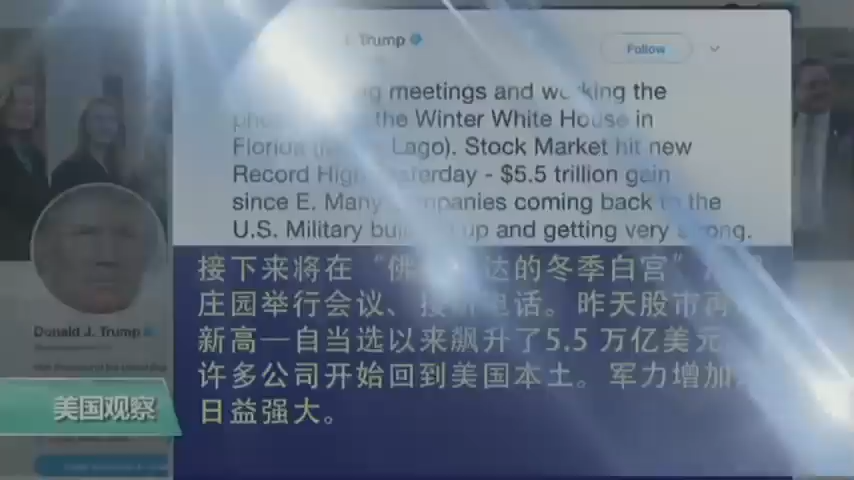 Trump
Follow
meetings and working the
the Winter White House in
Lago). Stock Market hit new
Record High - $5.5 trillion gain
since E. Many companies coming back to the
U.S. Military up and getting very strong.
接下来将在“佛 达的冬季白宫”
庄园举行会议、 电话。昨天股市再
新高—自当选以来飙升了5.5 万亿美元
许多公司开始回到美国本土。军力增加
日益强大。
Donald J. Trump
美国观察